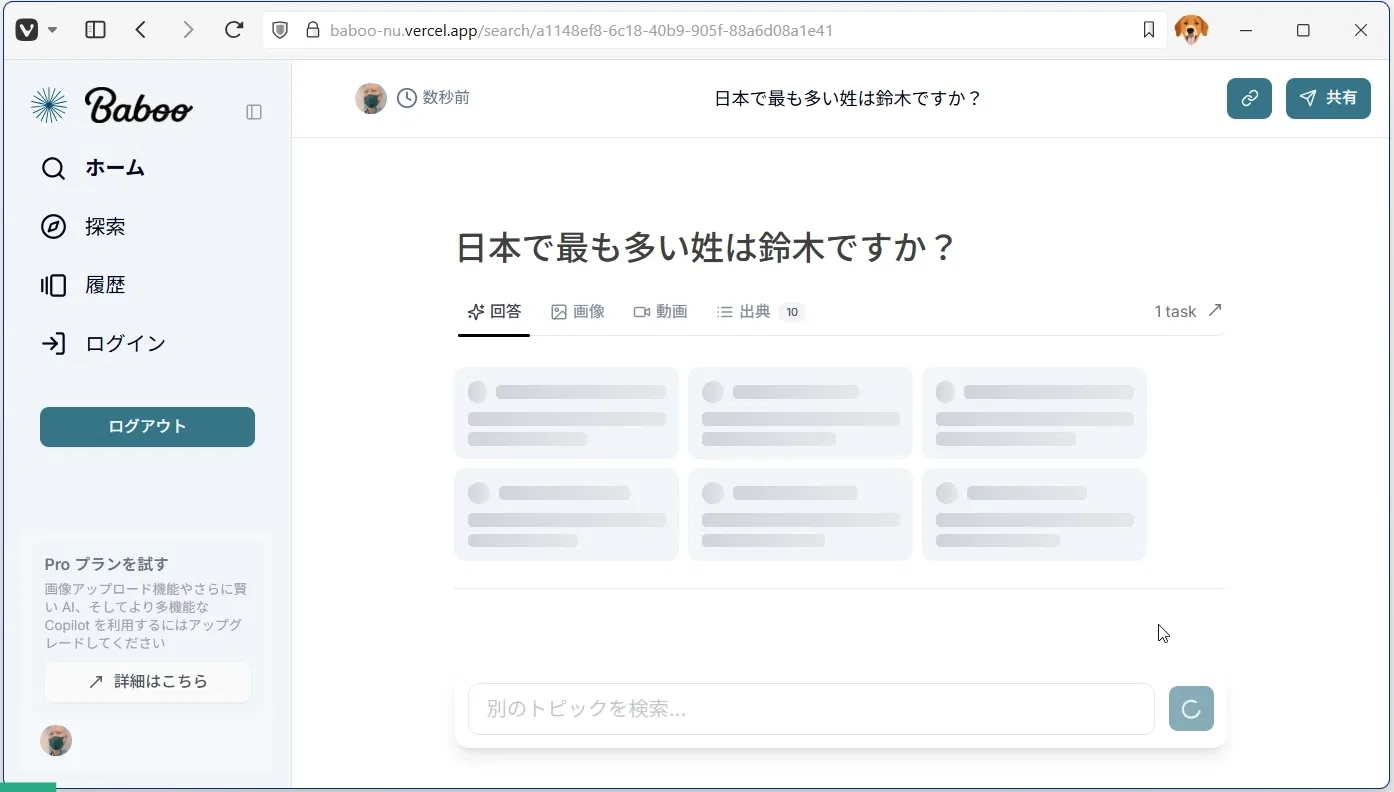 baboo-nu.vercel.app/search/a1148ef8-6c18-40b9-905f-88a6d08a1e41
Baboo
ホーム
探索
履歴
ログイン
ログアウト
Pro プランを試す
画像アップロード機能やさらに賢
い AI、そしてより多機能な
Copilot を利用するにはアップグ
レードしてください
詳細はこちら
数秒前
日本で最も多い姓は鈴木ですか？
共有
日本で最も多い姓は鈴木ですか？
回答 画像 動画 出典 10 1 task
別のトピックを検索...